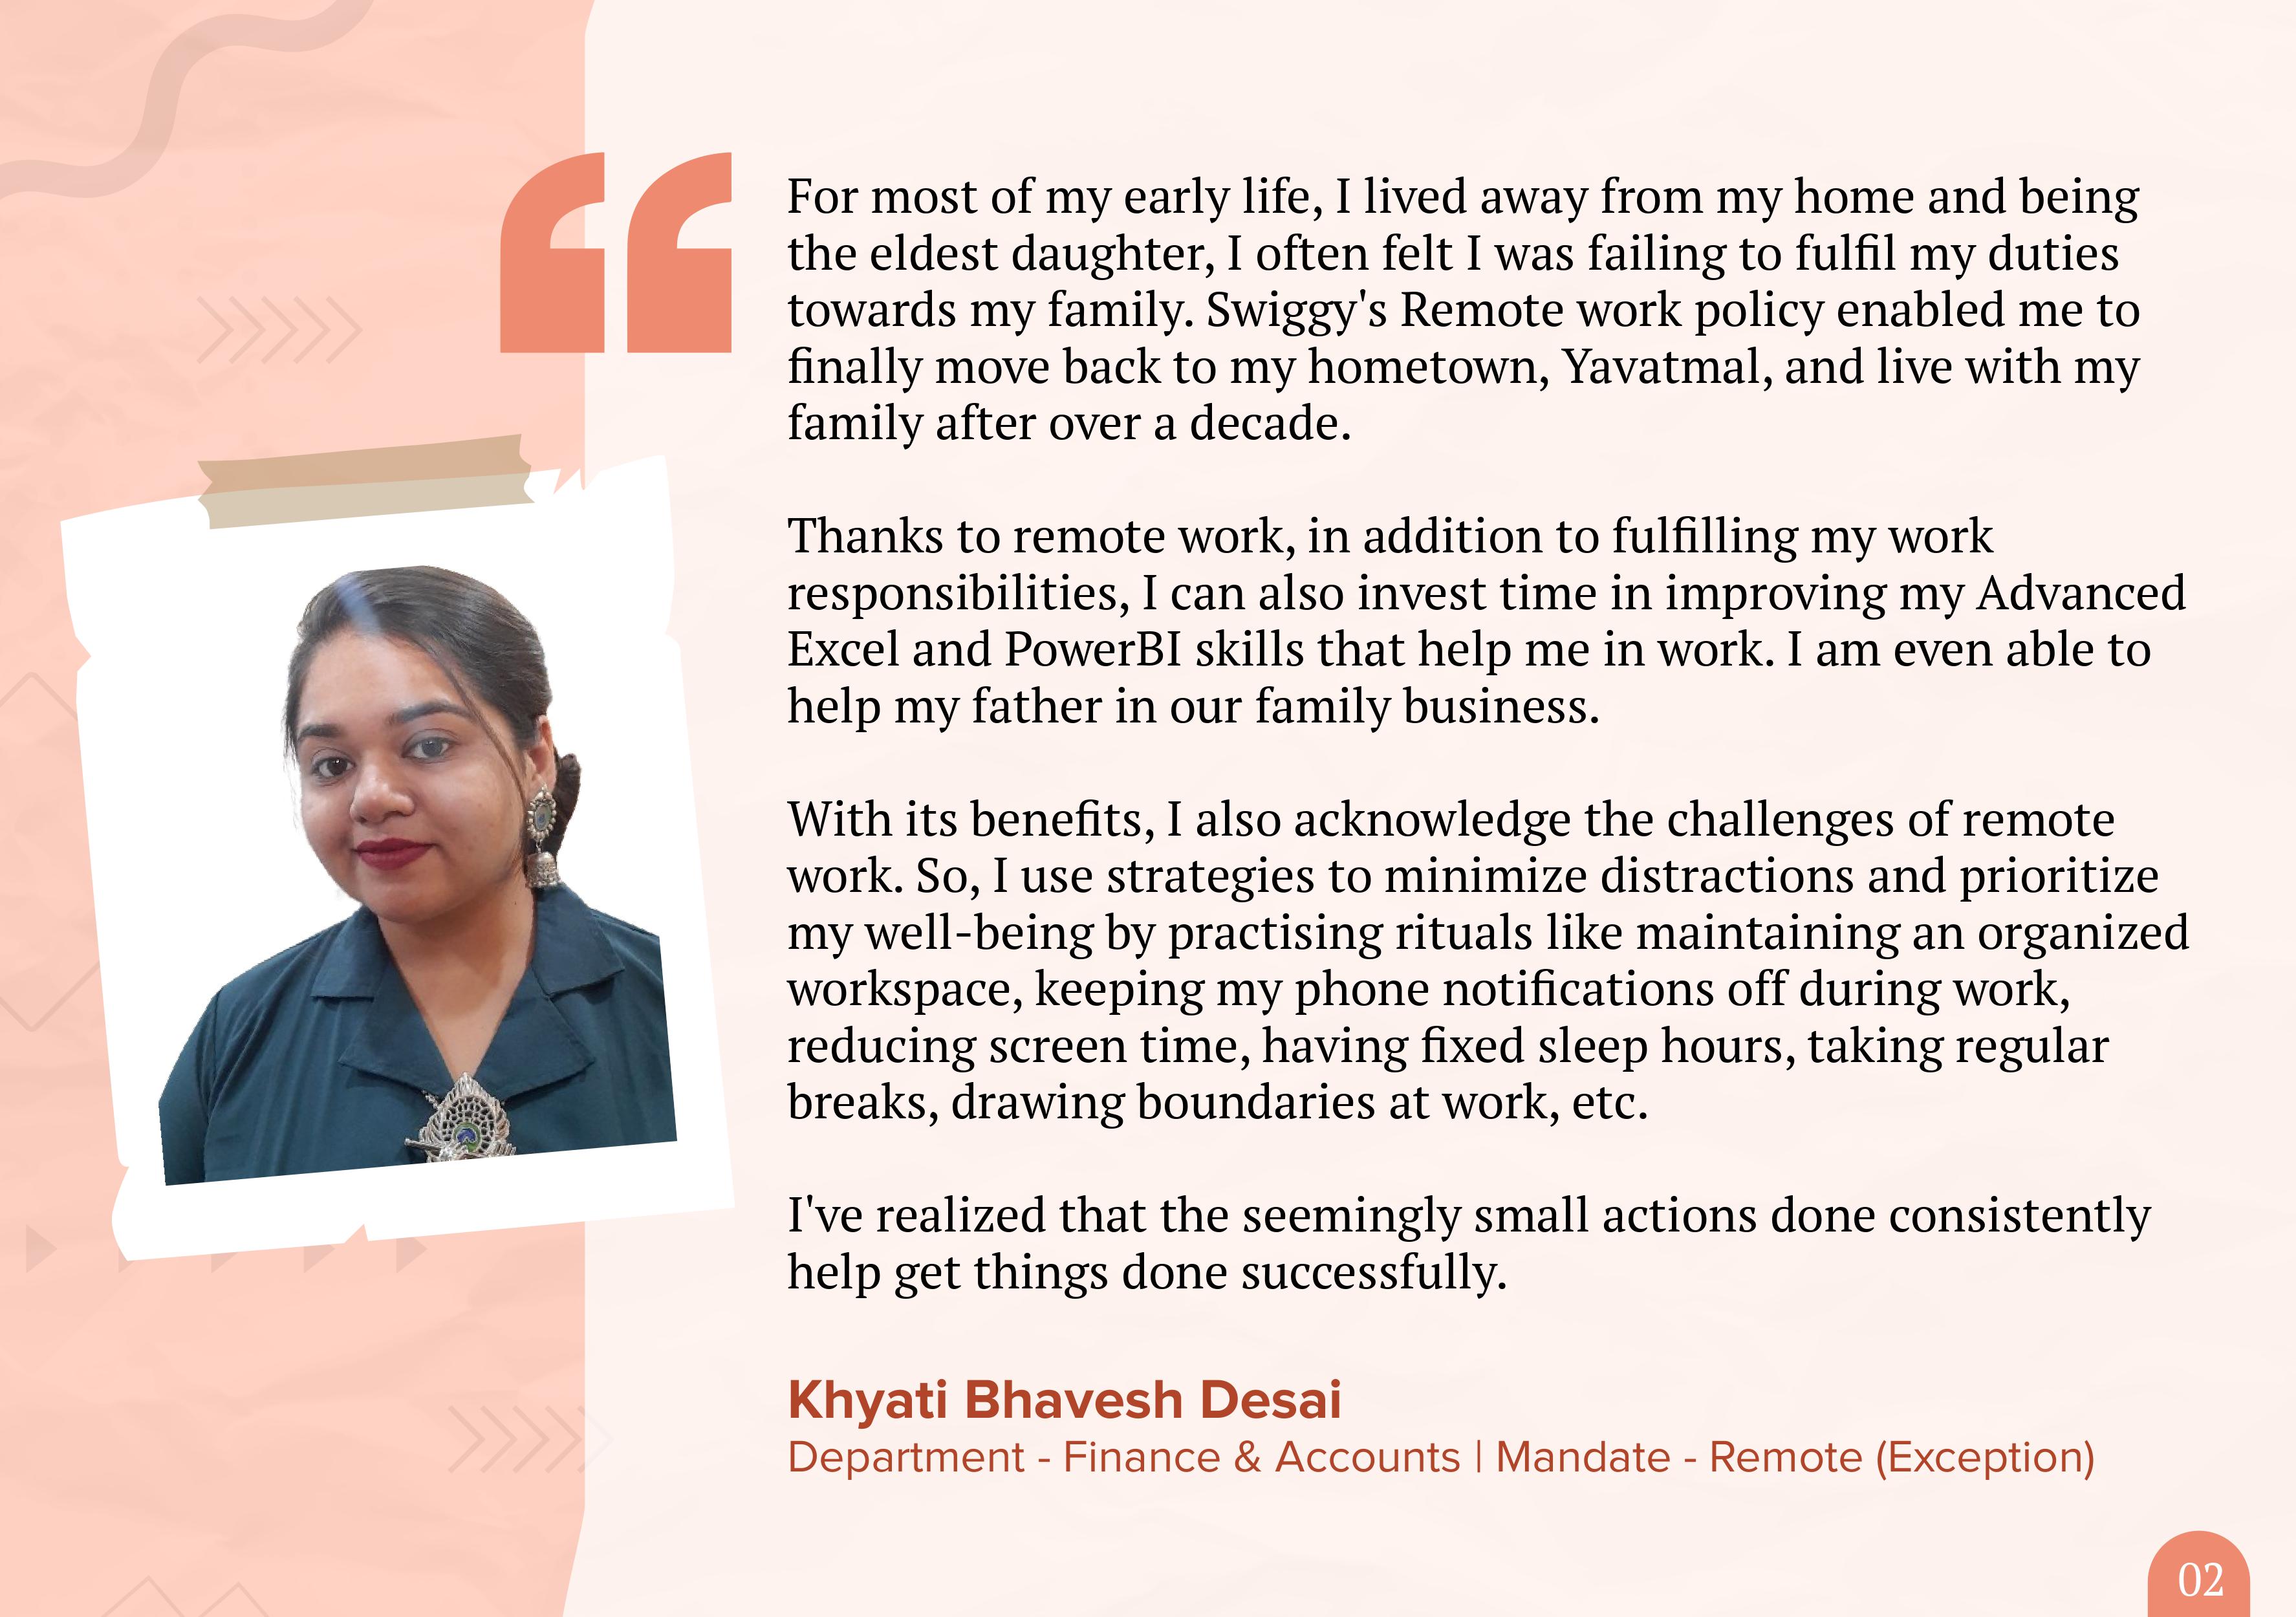 For most of my early life, I lived away from my home and being
the eldest daughter, I often felt I was failing to fulfil my duties
towards my family. Swiggy's Remote work policy enabled me to
finally move back to my hometown, Yavatmal, and live with my
family after over a decade.
Thanks to remote work, in addition to fulfilling my work
responsibilities, I can also invest time in improving my Advanced
Excel and PowerBI skills that help me in work. I am even able to
help my father in our family business.
With its benefits, I also acknowledge the challenges of remote
work. So, I use strategies to minimize distractions and prioritize
my well-being by practising rituals like maintaining an organized
workspace, keeping my phone notifications off during work,
reducing screen time, having fixed sleep hours, taking regular
breaks, drawing boundaries at work, etc.
I've realized that the seemingly small actions done consistently
help get things done successfully.
Khyati Bhavesh Desai
Department - Finance & Accounts | Mandate - Remote (Exception)
02